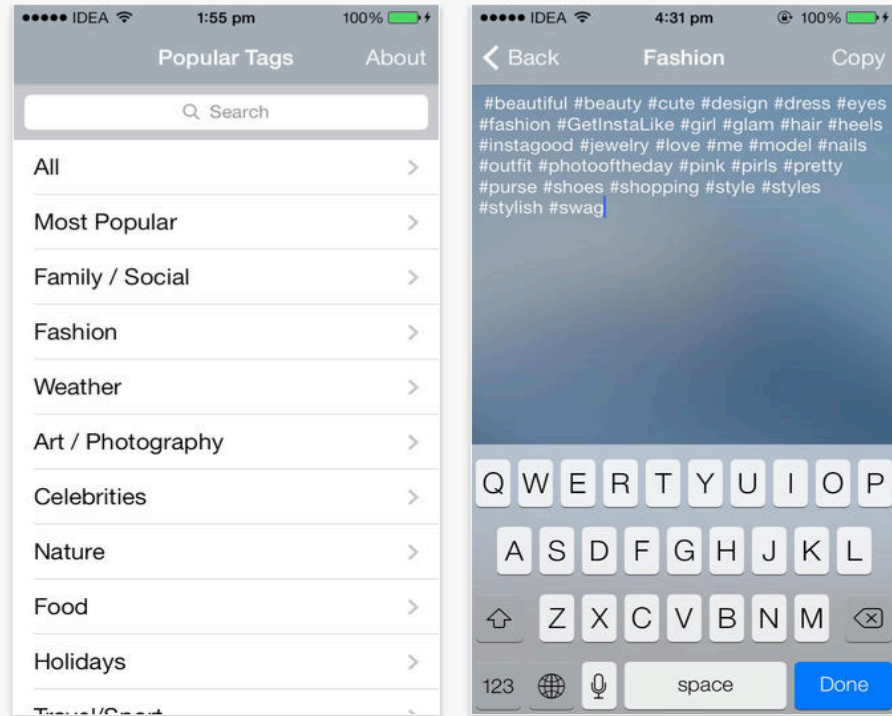 IDEA 1:55 pm 100%
Popular Tags About
Search
All
Most Popular
Family / Social
Fashion
Weather
Art / Photography
Celebrities
Nature
Food
Holidays
Travel/Sport
IDEA 4:31 pm 100%
Back Fashion Copy
#beautiful #beauty #cute #design #dress #eyes
#fashion #GetInstaLike #girl #glam #hair #heels
#instagood #jewelry #love #me #model #nails
#outfit #photooftheday #pink #pirls #pretty
#purse #shoes #shopping #style #styles
#stylish #swag
Q W E R T Y U I O P
A S D F G H J K L
Z X C V B N M
123 space Done